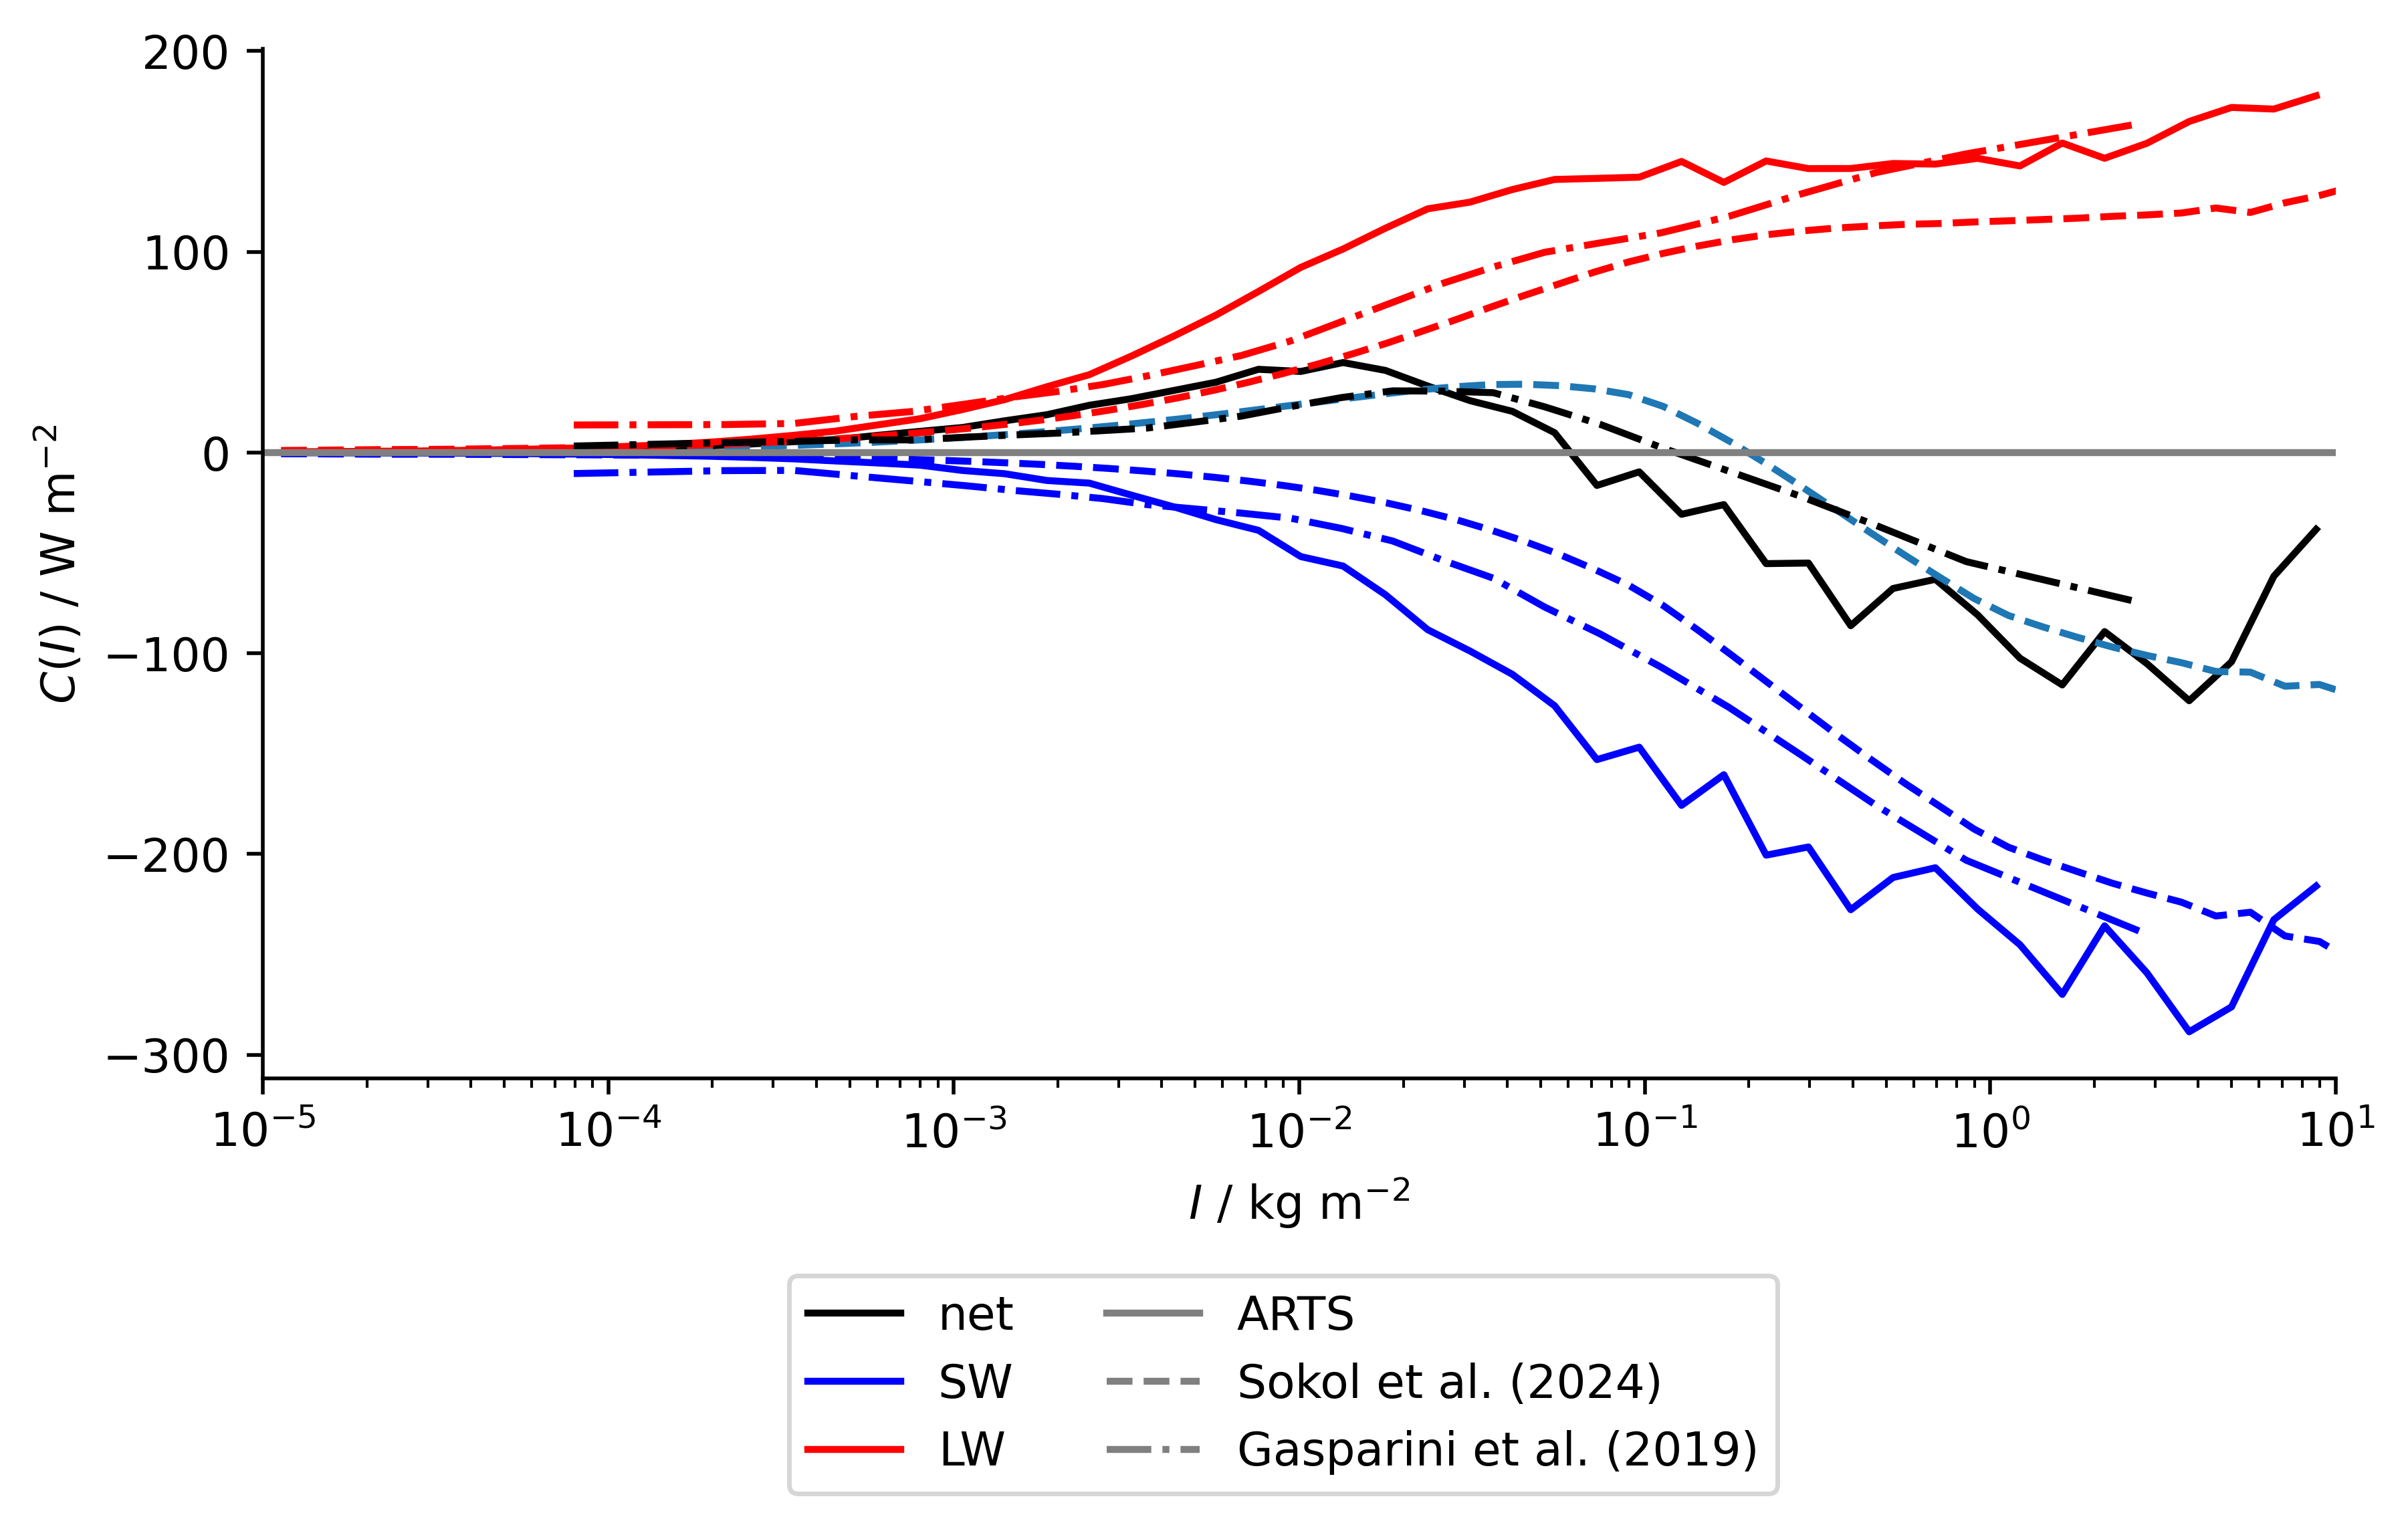 200
100
0
−100
−200
−300
C(I) / W m⁻²
10⁻⁵ 10⁻⁴ 10⁻³ 10⁻² 10⁻¹ 10⁰ 10¹
I / kg m⁻²
net ARTS
SW Sokol et al. (2024)
LW Gasparini et al. (2019)